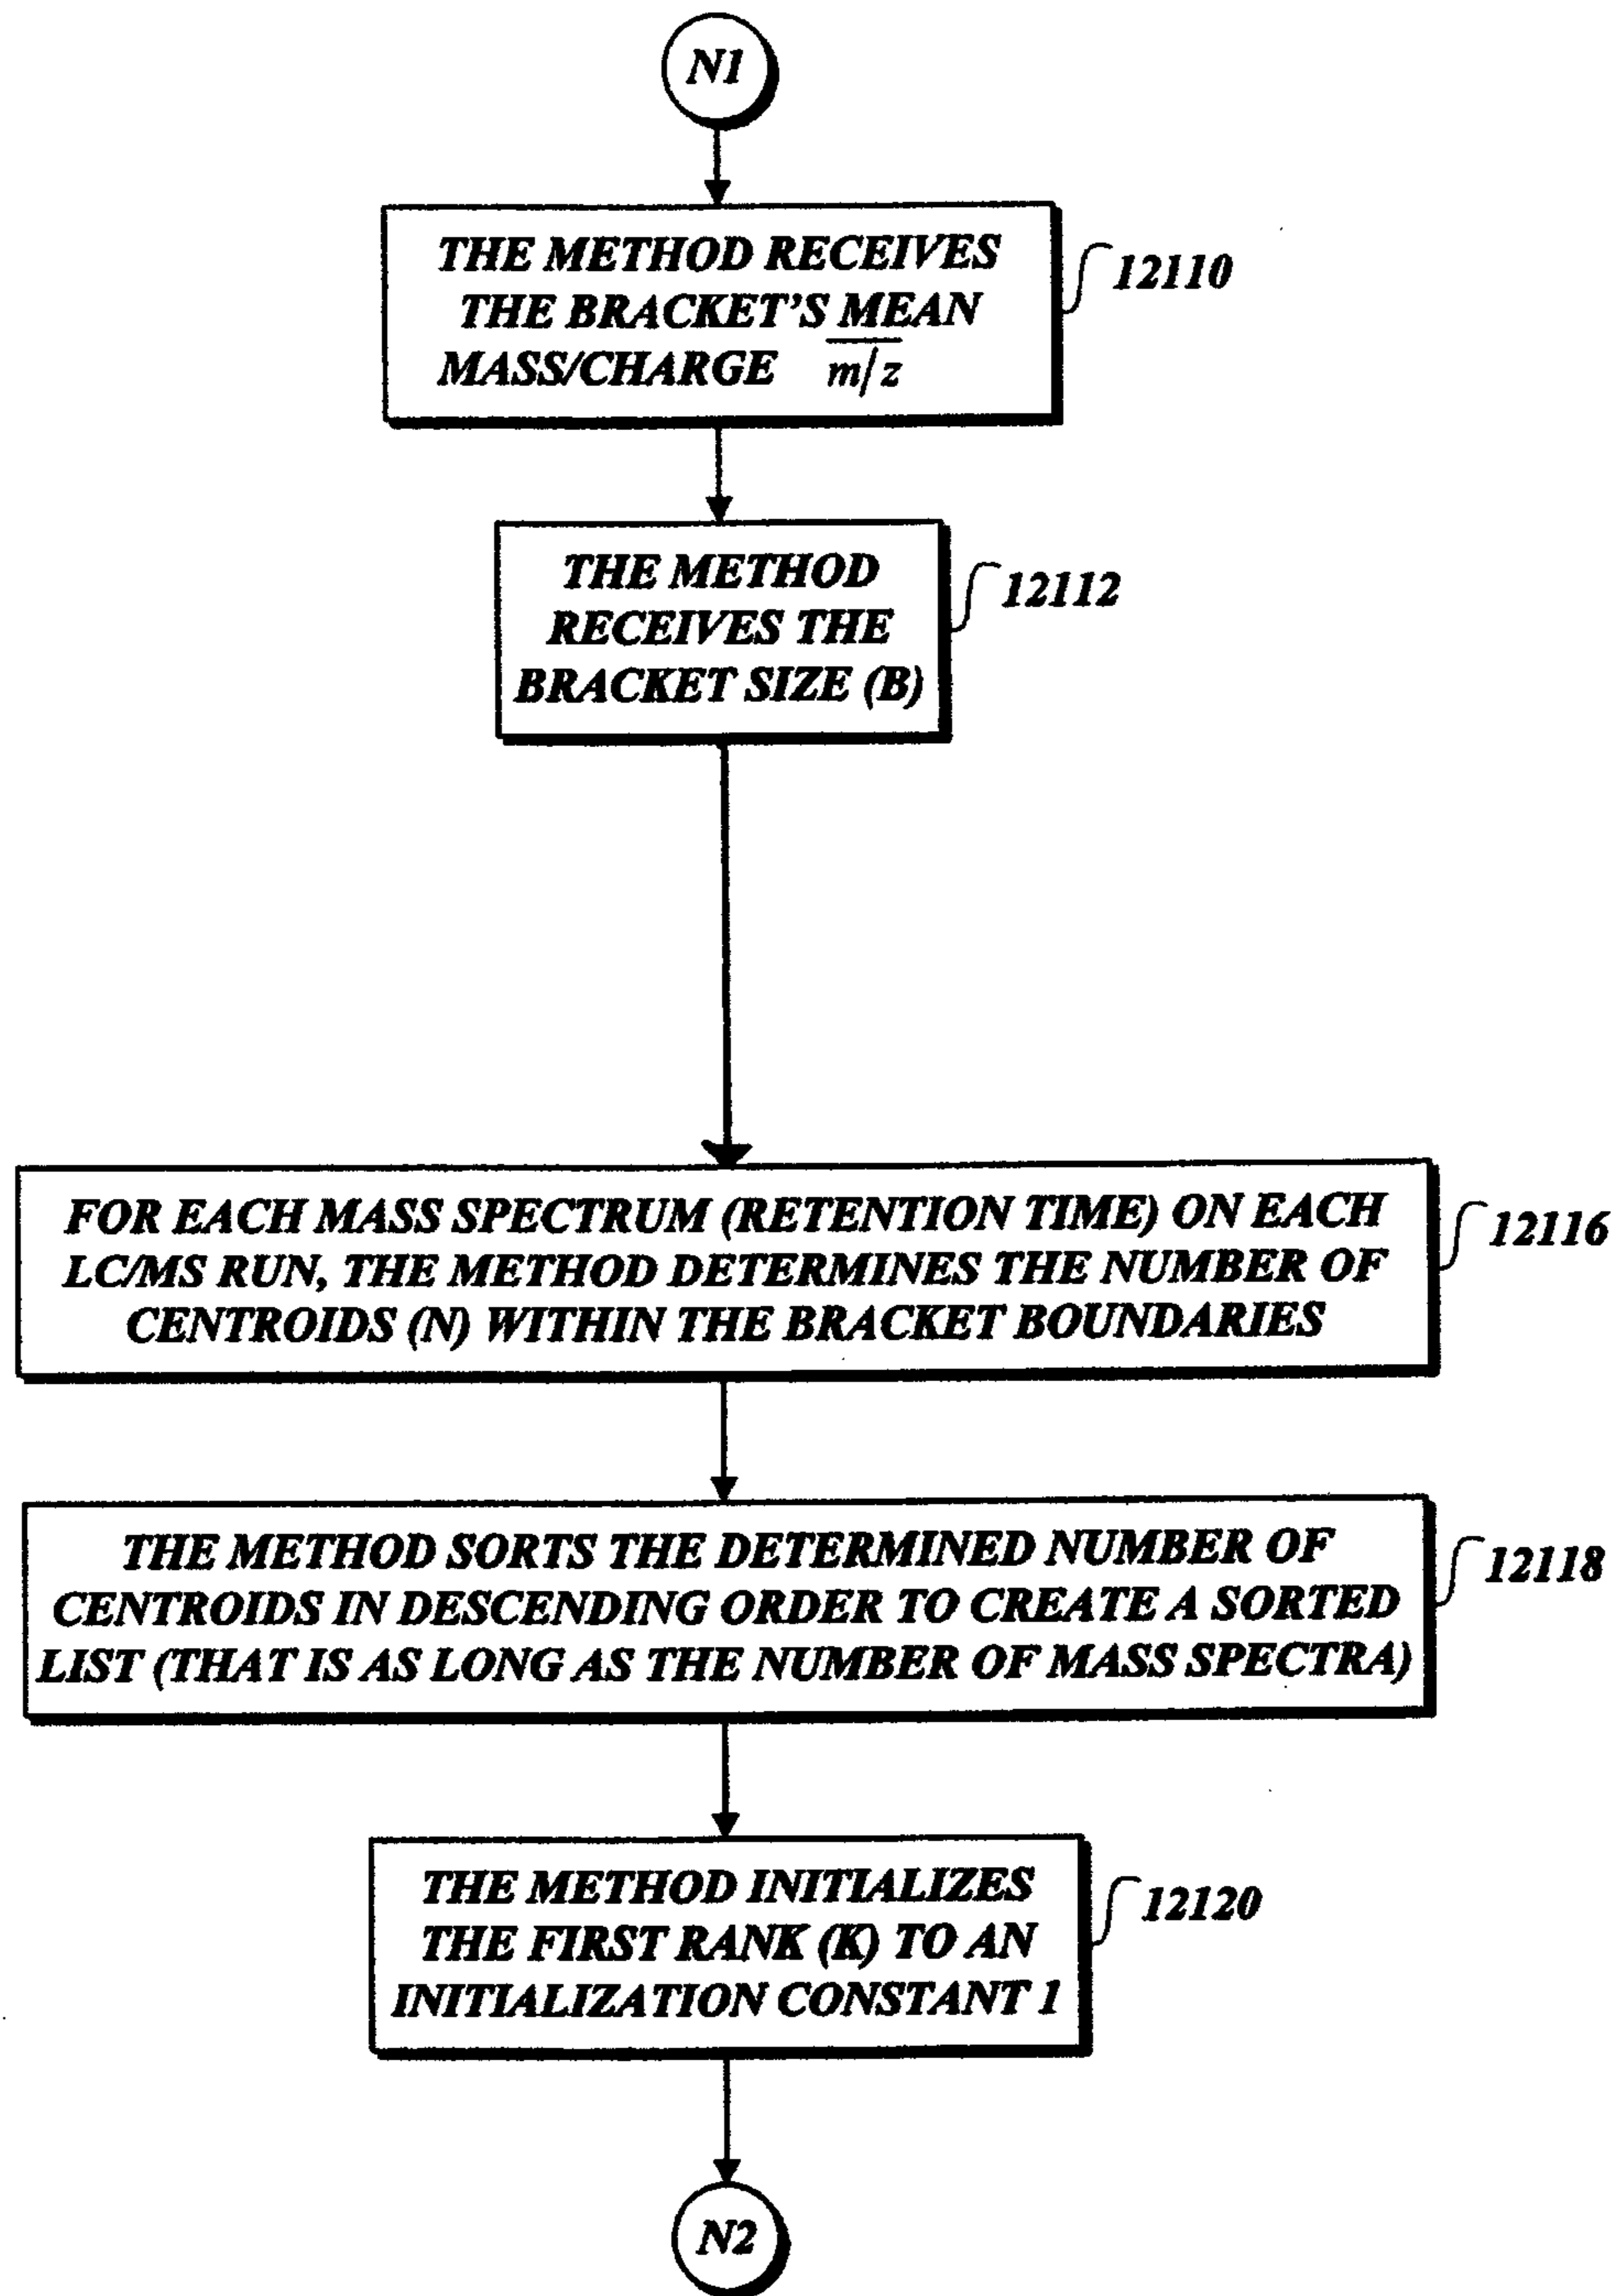 N1
THE METHOD RECEIVES
THE BRACKET'S MEAN
MASS/CHARGE m/z
12110
THE METHOD
RECEIVES THE
BRACKET SIZE (B)
12112
FOR EACH MASS SPECTRUM (RETENTION TIME) ON EACH
LC/MS RUN, THE METHOD DETERMINES THE NUMBER OF
CENTROIDS (N) WITHIN THE BRACKET BOUNDARIES
12116
THE METHOD SORTS THE DETERMINED NUMBER OF
CENTROIDS IN DESCENDING ORDER TO CREATE A SORTED
LIST (THAT IS AS LONG AS THE NUMBER OF MASS SPECTRA)
12118
THE METHOD INITIALIZES
THE FIRST RANK (K) TO AN
INITIALIZATION CONSTANT 1
12120
N2